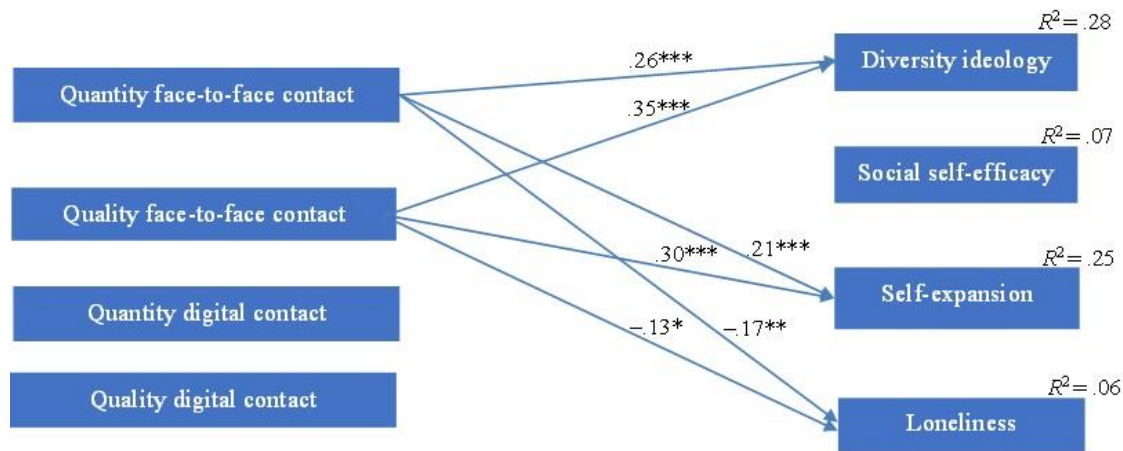 R² = .28
Quantity face-to-face contact
.26***
Diversity ideology
.35***
R² = .07
Social self-efficacy
Quality face-to-face contact
.30***
.21***
R² = .25
Self-expansion
Quantity digital contact
–.13*
–.17**
Quality digital contact
R² = .06
Loneliness